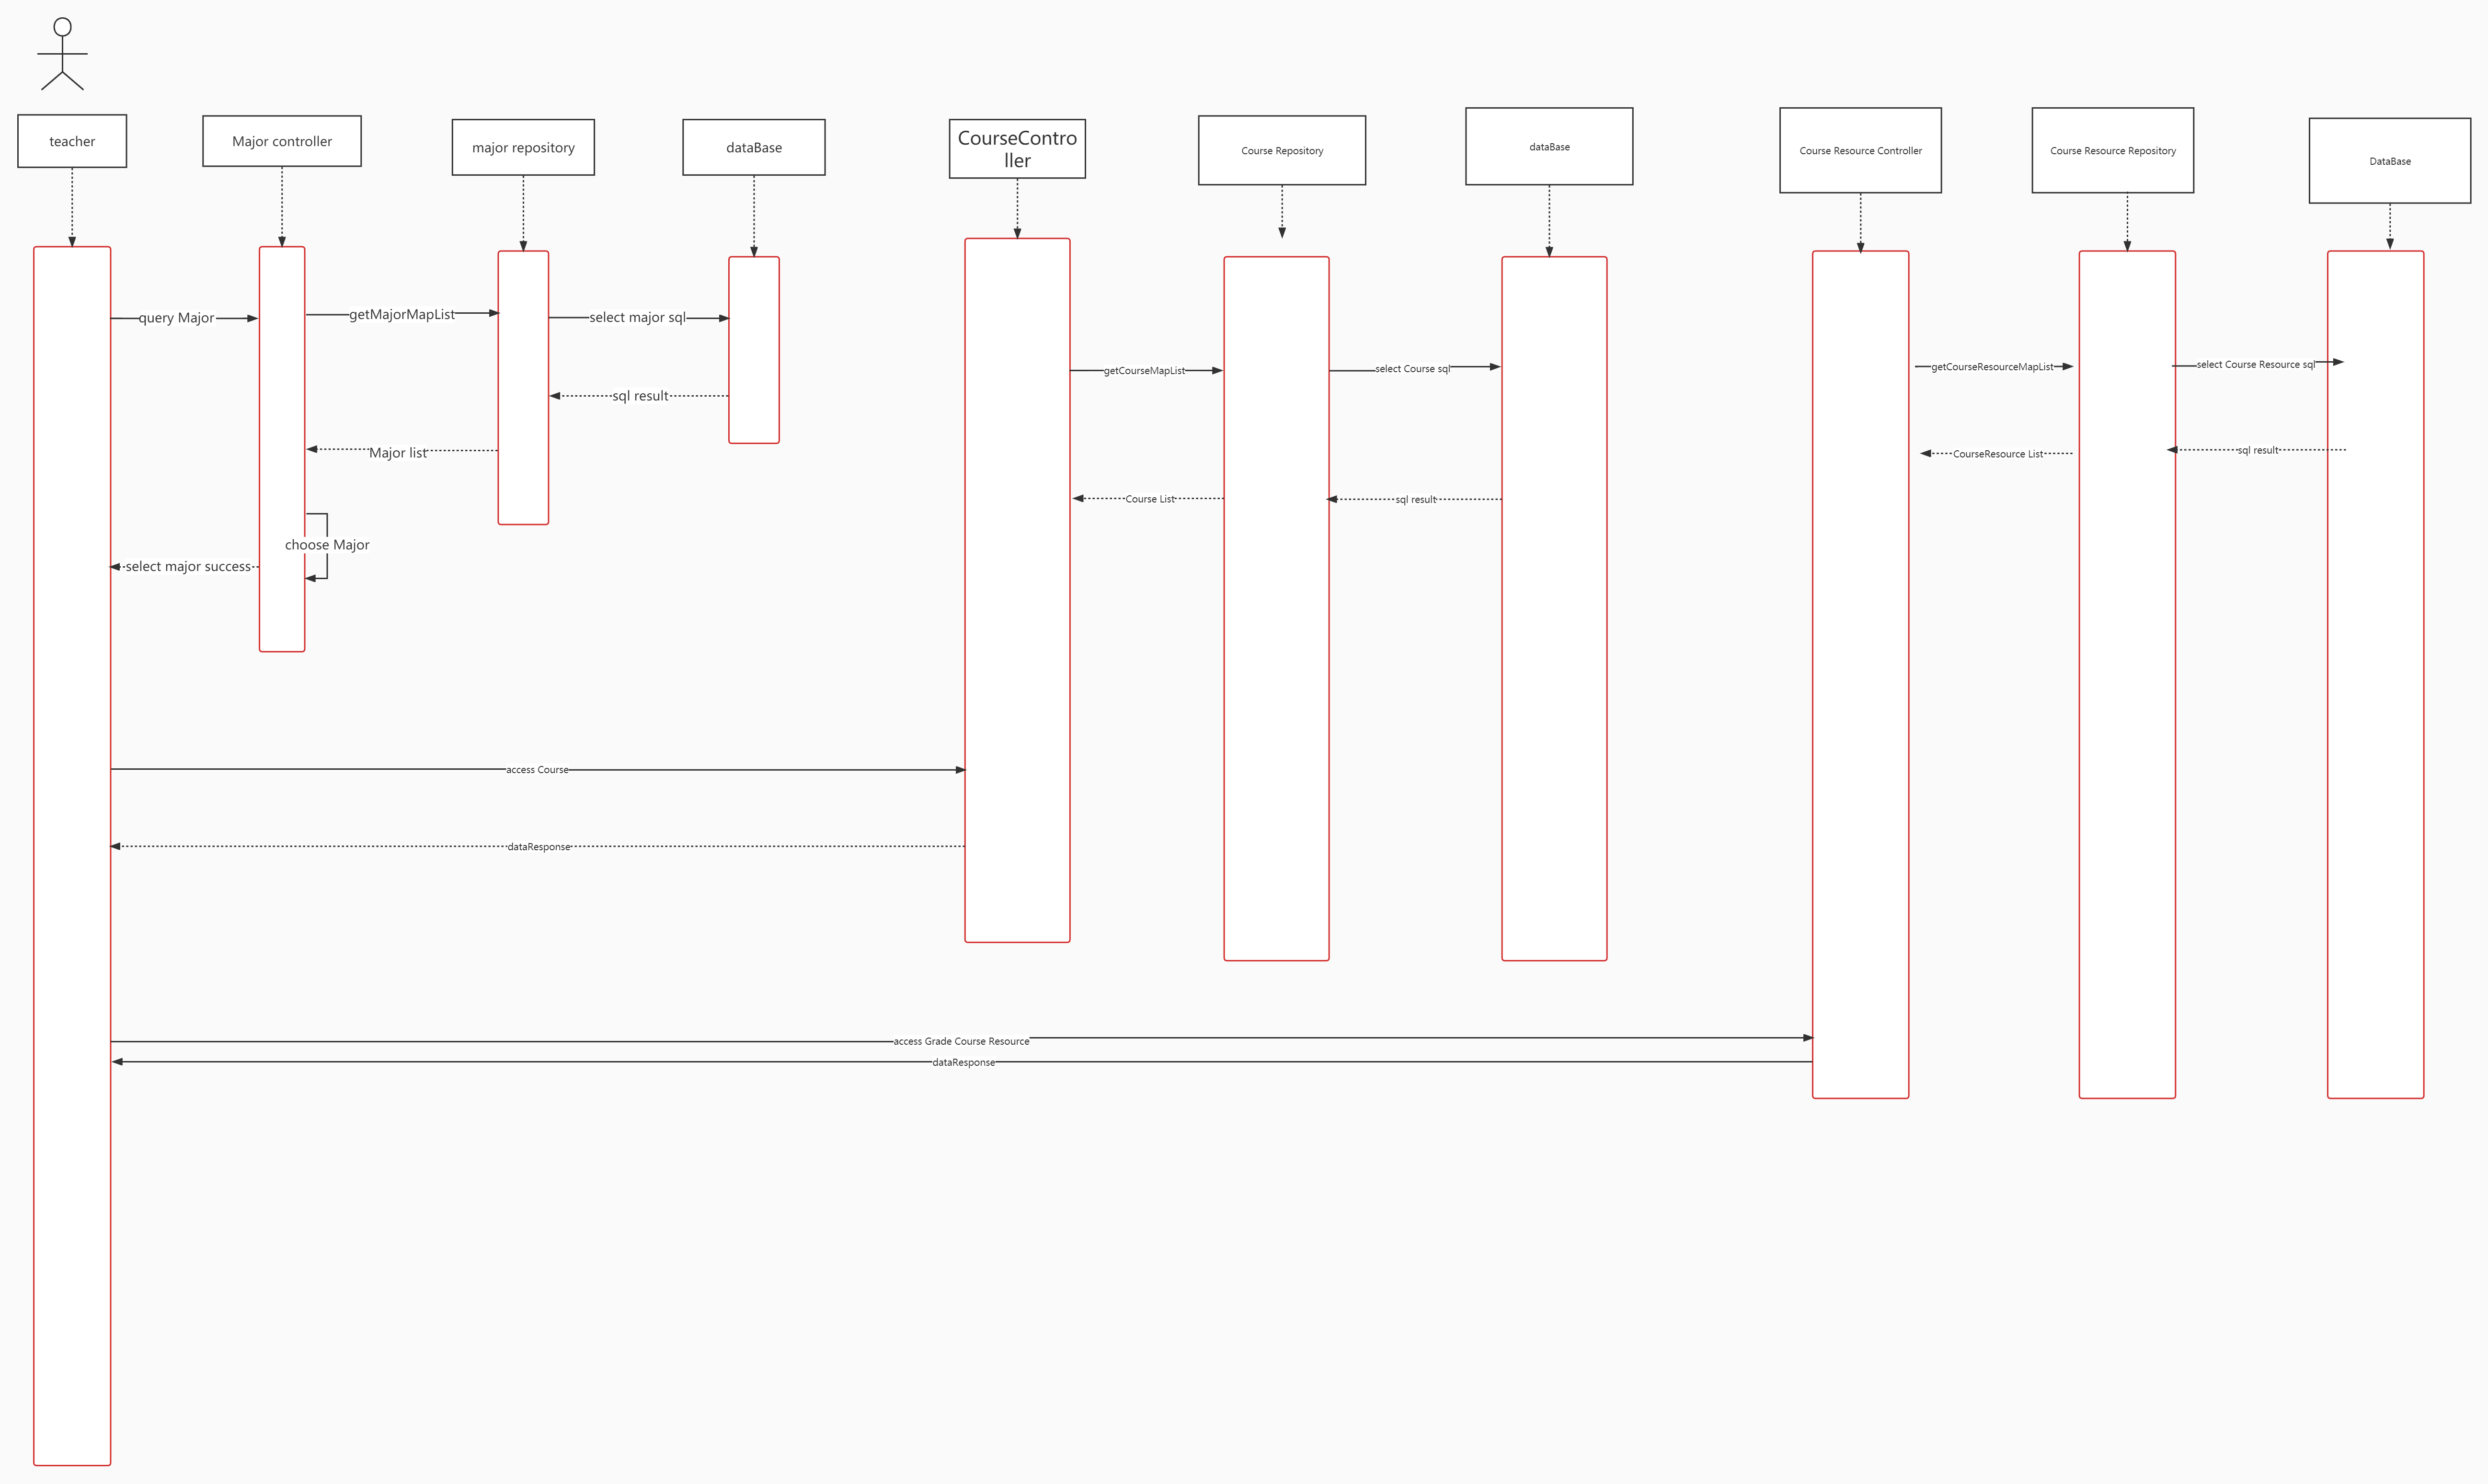 teacher
Major controller
major repository
dataBase
CourseContro
ller
Course Repository
dataBase
Course Resource Controller
Course Resource Repository
DataBase
query Major
getMajorMapList
select major sql
getCourseMapList
select Course sql
getCourseResourceMapList
select Course Resource sql
sql result
Major list
CourseResource List
sql result
Course List
sql result
choose Major
select major success
access Course
dataResponse
access Grade Course Resource
dataResponse